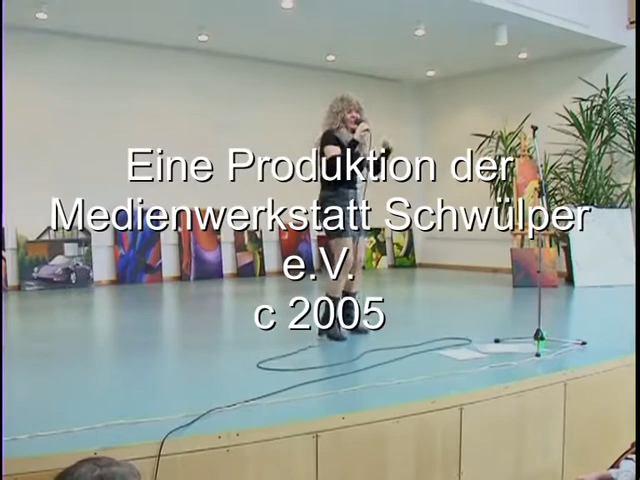 Eine Produktion der
Medienwerkstatt Schwülper
e.V.
c 2005